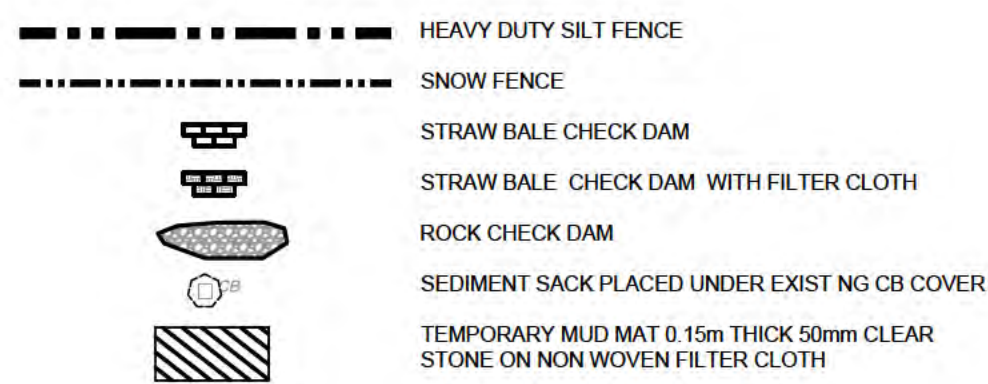 HEAVY DUTY SILT FENCE
SNOW FENCE
STRAW BALE CHECK DAM
STRAW BALE CHECK DAM WITH FILTER CLOTH
ROCK CHECK DAM
CB
SEDIMENT SACK PLACED UNDER EXIST NG CB COVER
TEMPORARY MUD MAT 0.15m THICK 50mm CLEAR
STONE ON NON WOVEN FILTER CLOTH